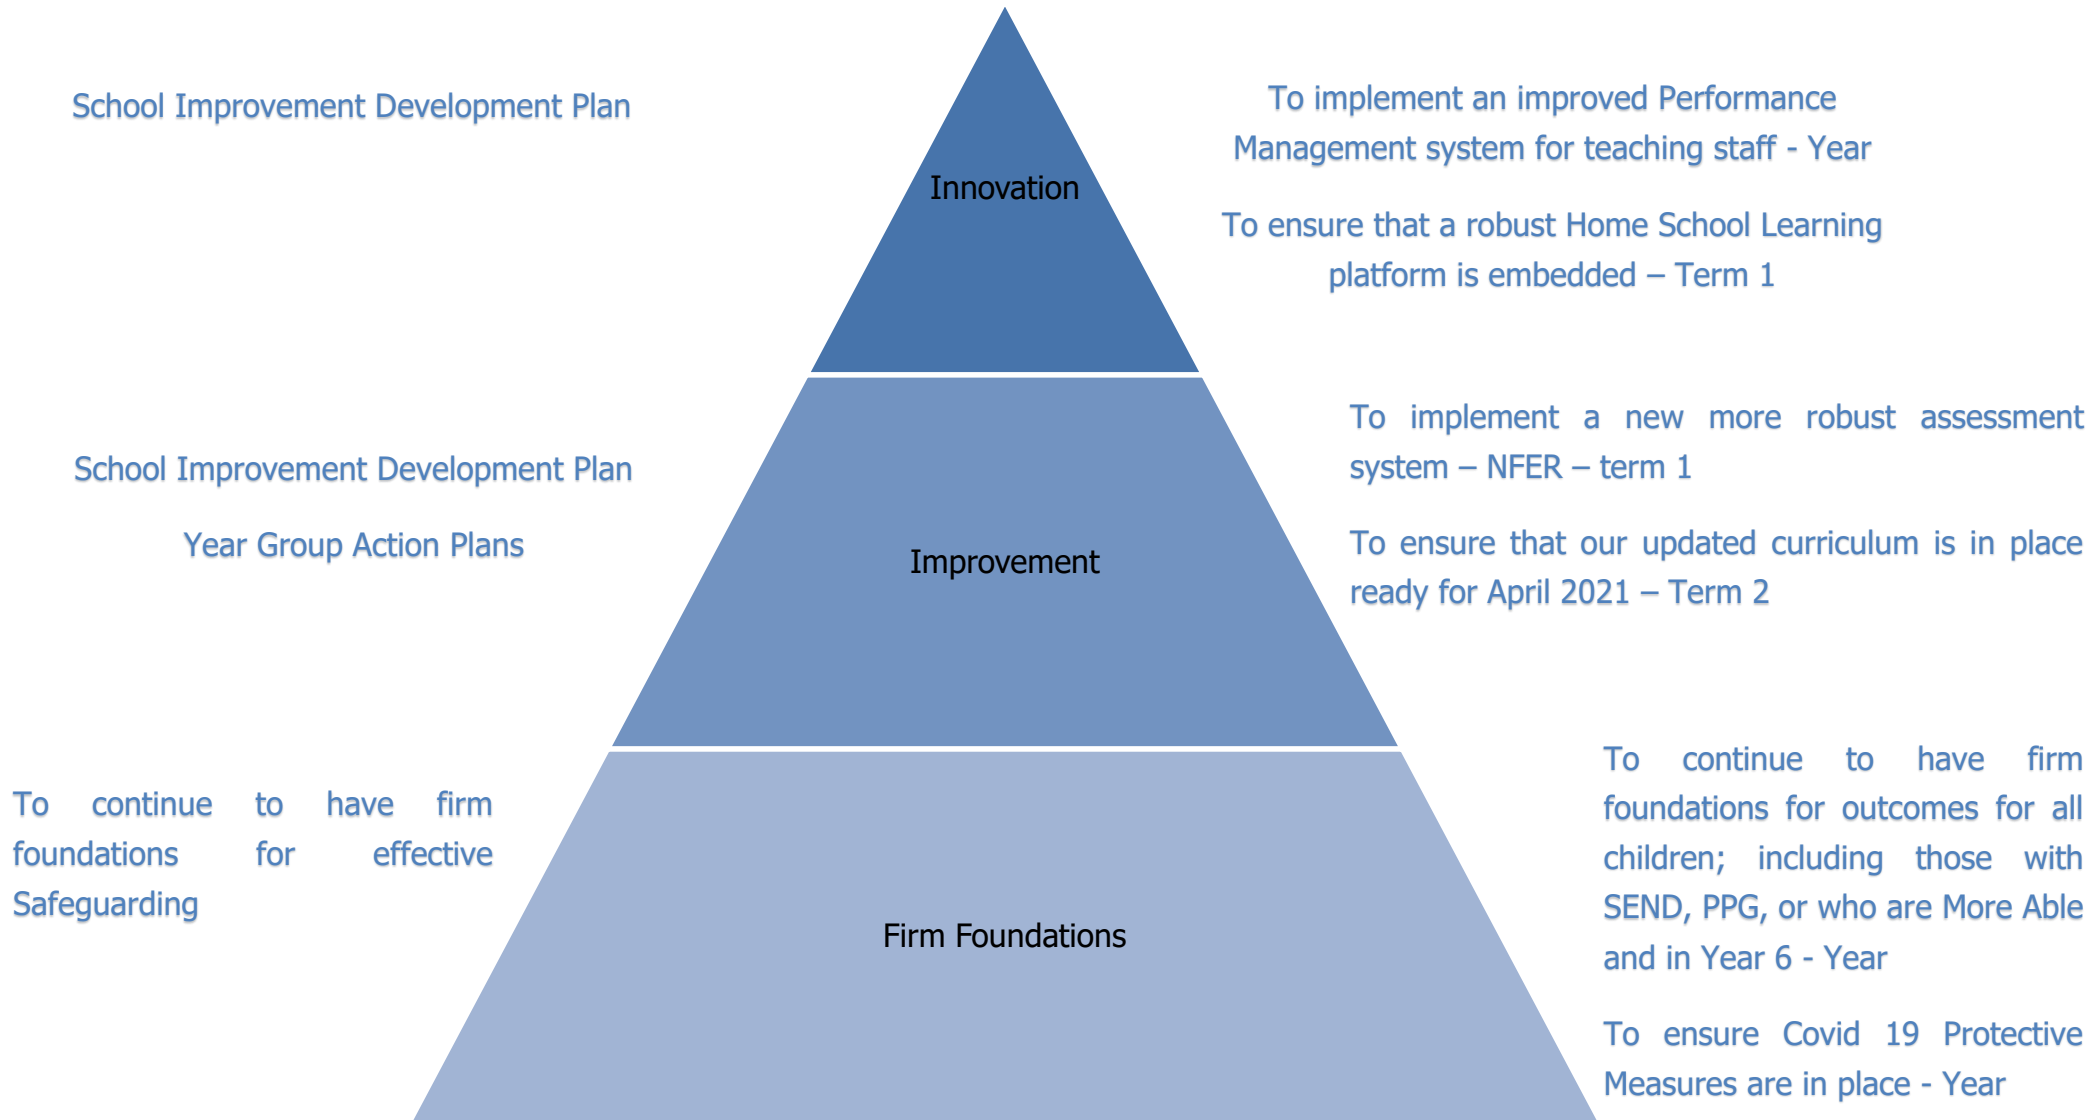 School Improvement Development Plan
Innovation
To implement an improved Performance
Management system for teaching staff - Year
To ensure that a robust Home School Learning
platform is embedded – Term 1
School Improvement Development Plan
Year Group Action Plans
Improvement
To implement a new more robust assessment
system – NFER – term 1
To ensure that our updated curriculum is in place
ready for April 2021 – Term 2
To continue to have firm
foundations for effective
Safeguarding
Firm Foundations
To continue to have firm
foundations for outcomes for all
children; including those with
SEND, PPG, or who are More Able
and in Year 6 - Year
To ensure Covid 19 Protective
Measures are in place - Year